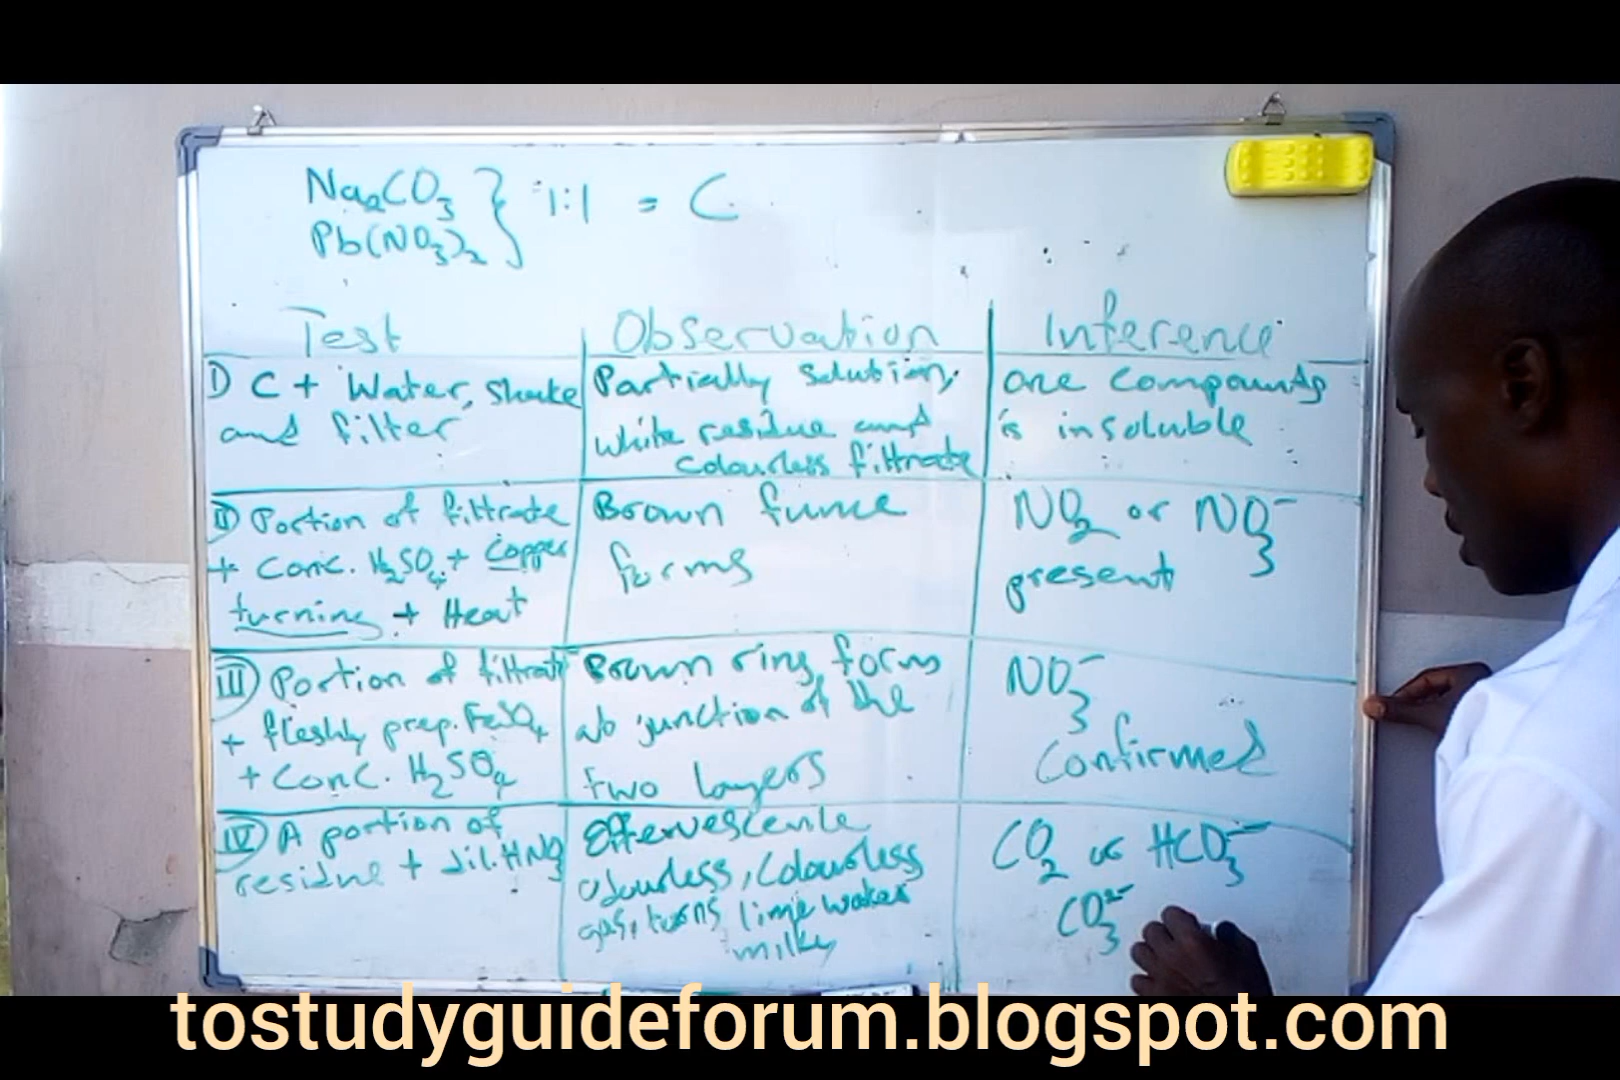 Na2CO3
Pb(NO3)2 } 1:1 = C
Test Observation Inference
I) C + Water, shake
and filter
Partially solution,
white residue and
colourless filtrate
one compounds
is insoluble
II) Portion of filtrate
+ conc. H2SO4 + Copper
turning + Heat
Brown fume
forms
NO2 or NO3-
present
III) Portion of filtrate
+ fleshly prep. FeSO4
+ conc. H2SO4
Brown ring forms
at junction of the
two layers
NO3-
Confirmed
IV) A portion of
residue + dil. HNO3
Effervescence
odourless, colourless
gas, turns lime water
milky
CO2 or HCO3-
CO3 2-
tostudyguideforum.blogspot.com